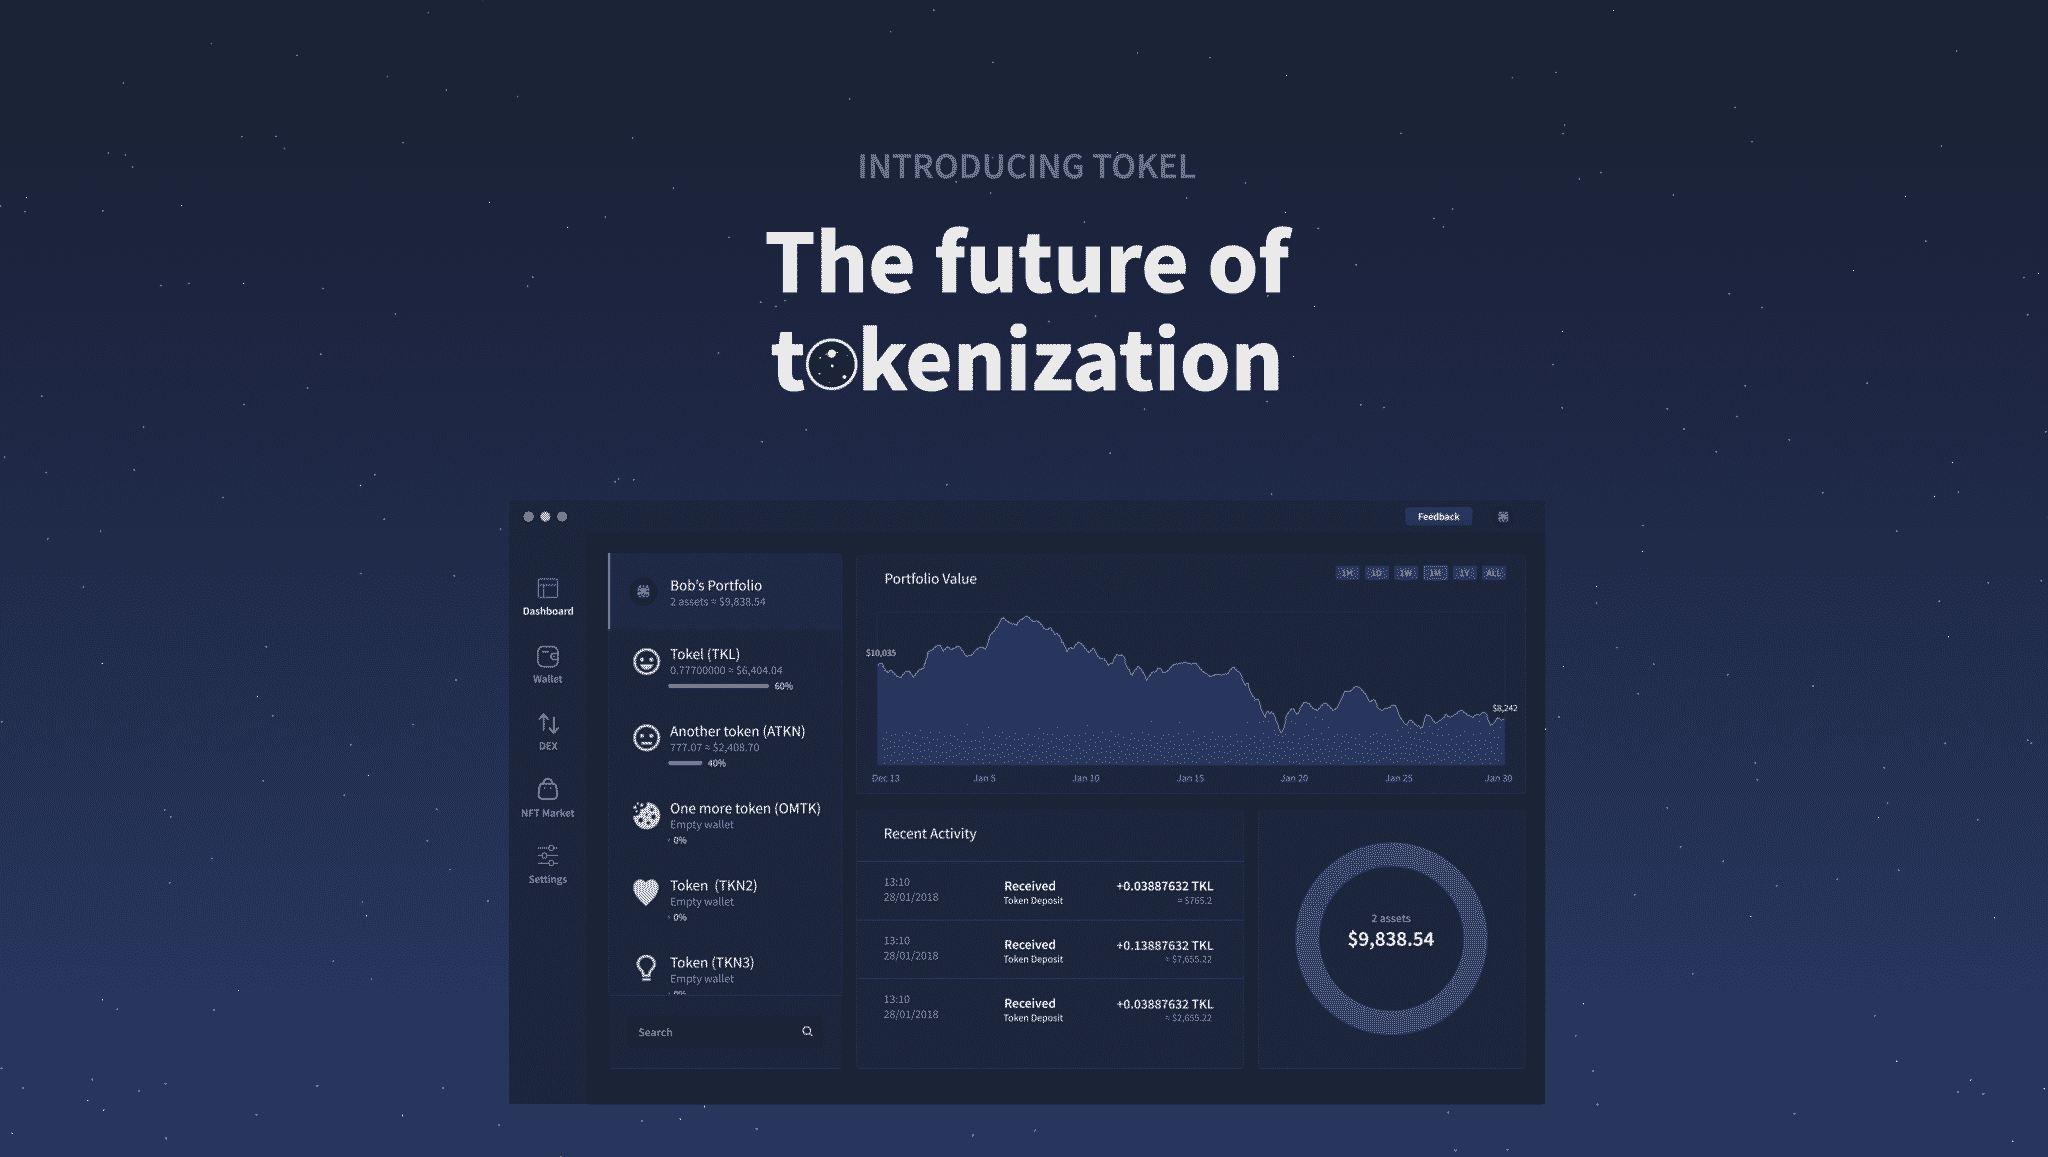 INTRODUCING TOKEL
The future of
tokenization
Feedback
Dashboard
Wallet
DEX
NFT Market
Settings
Bob's Portfolio
2 assets ≈ $9,838.54
Tokel (TKL)
0.77700000 ≈ $6,404.04
60%
Another token (ATKN)
777.07 ≈ $2,408.70
40%
One more token (OMTK)
Empty wallet
0%
Token (TKN2)
Empty wallet
0%
Token (TKN3)
Empty wallet
0%
Search
Portfolio Value
1H 1D 1W 1M 1Y ALL
$10,035
$8,242
Dec 13 Jan 5 Jan 10 Jan 15 Jan 20 Jan 25 Jan 30
Recent Activity
13:10 Received +0.03887632 TKL
28/01/2018 Token Deposit ≈ $765.2
13:10 Received +0.13887632 TKL
28/01/2018 Token Deposit ≈ $7,655.22
13:10 Received +0.03887632 TKL
28/01/2018 Token Deposit ≈ $2,655.22
2 assets
$9,838.54